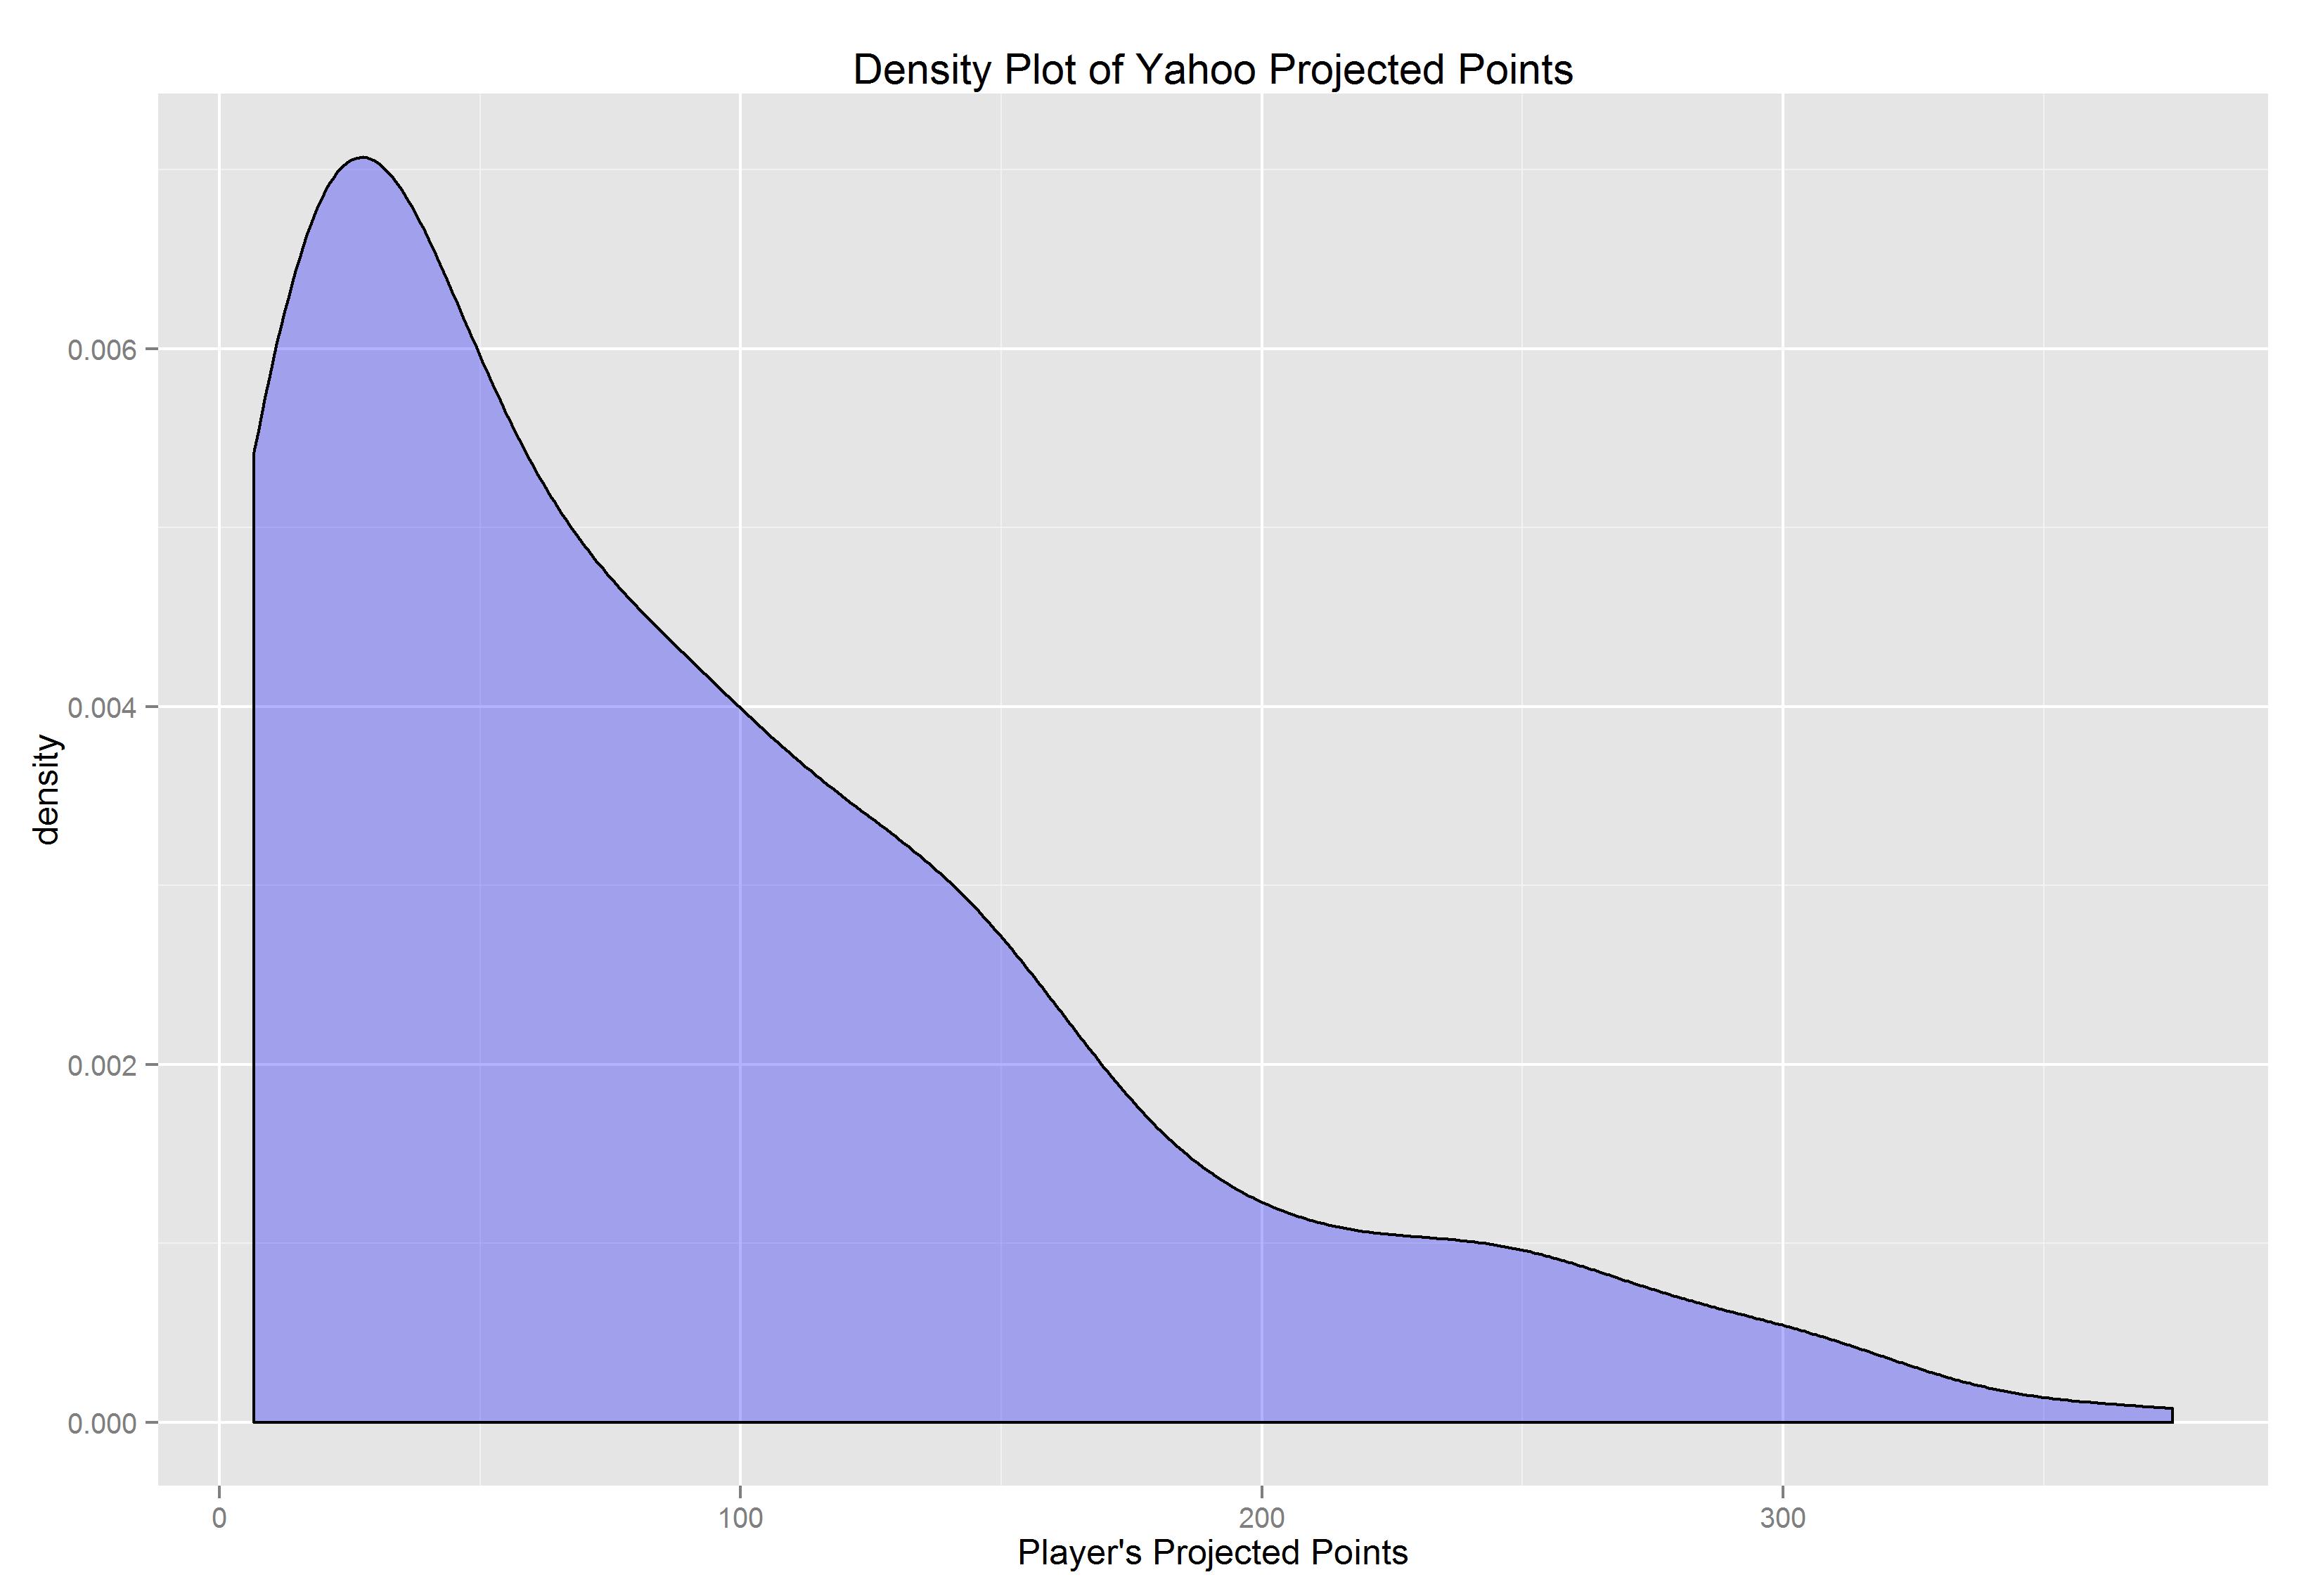 Density Plot of Yahoo Projected Points
0.006
0.004
0.002
0.000
density
0 100 200 300
Player's Projected Points